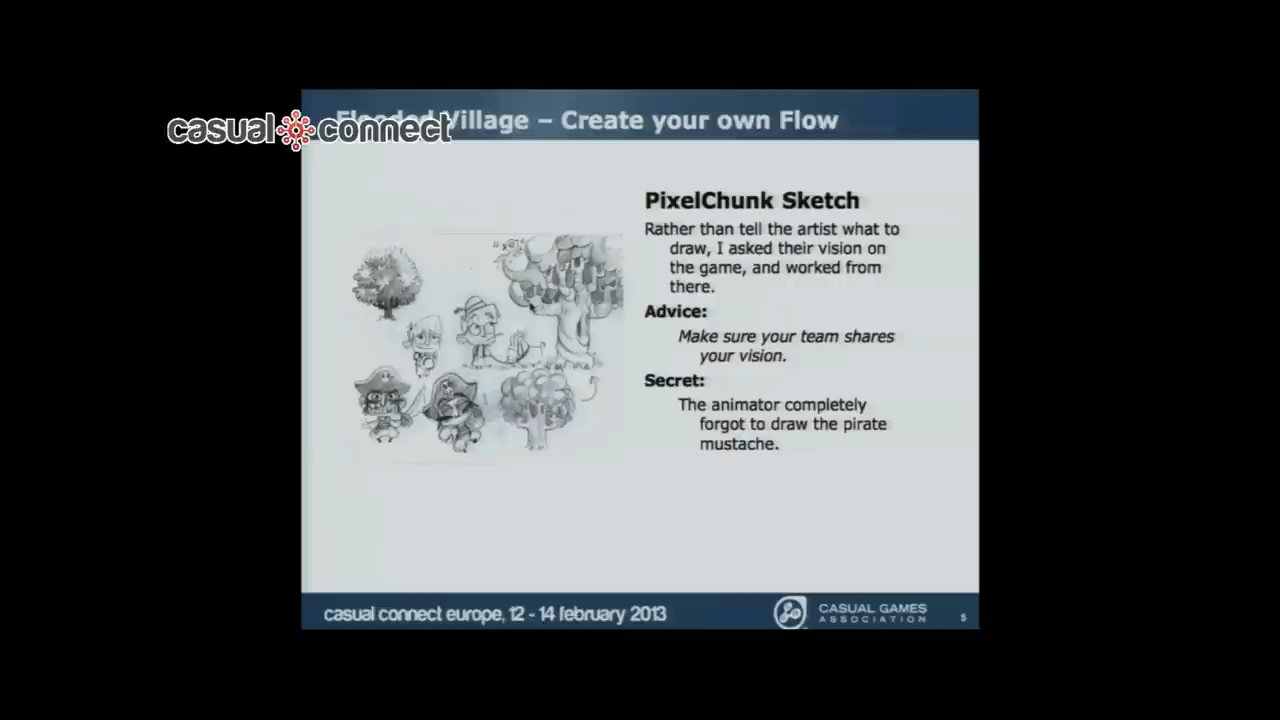 casual connect
Village – Create your own Flow
PixelChunk Sketch
Rather than tell the artist what to
draw, I asked their vision on
the game, and worked from
there.
Advice:
Make sure your team shares
your vision.
Secret:
The animator completely
forgot to draw the pirate
mustache.
casual connect europe, 12 - 14 february 2013
CASUAL GAMES
ASSOCIATION
5